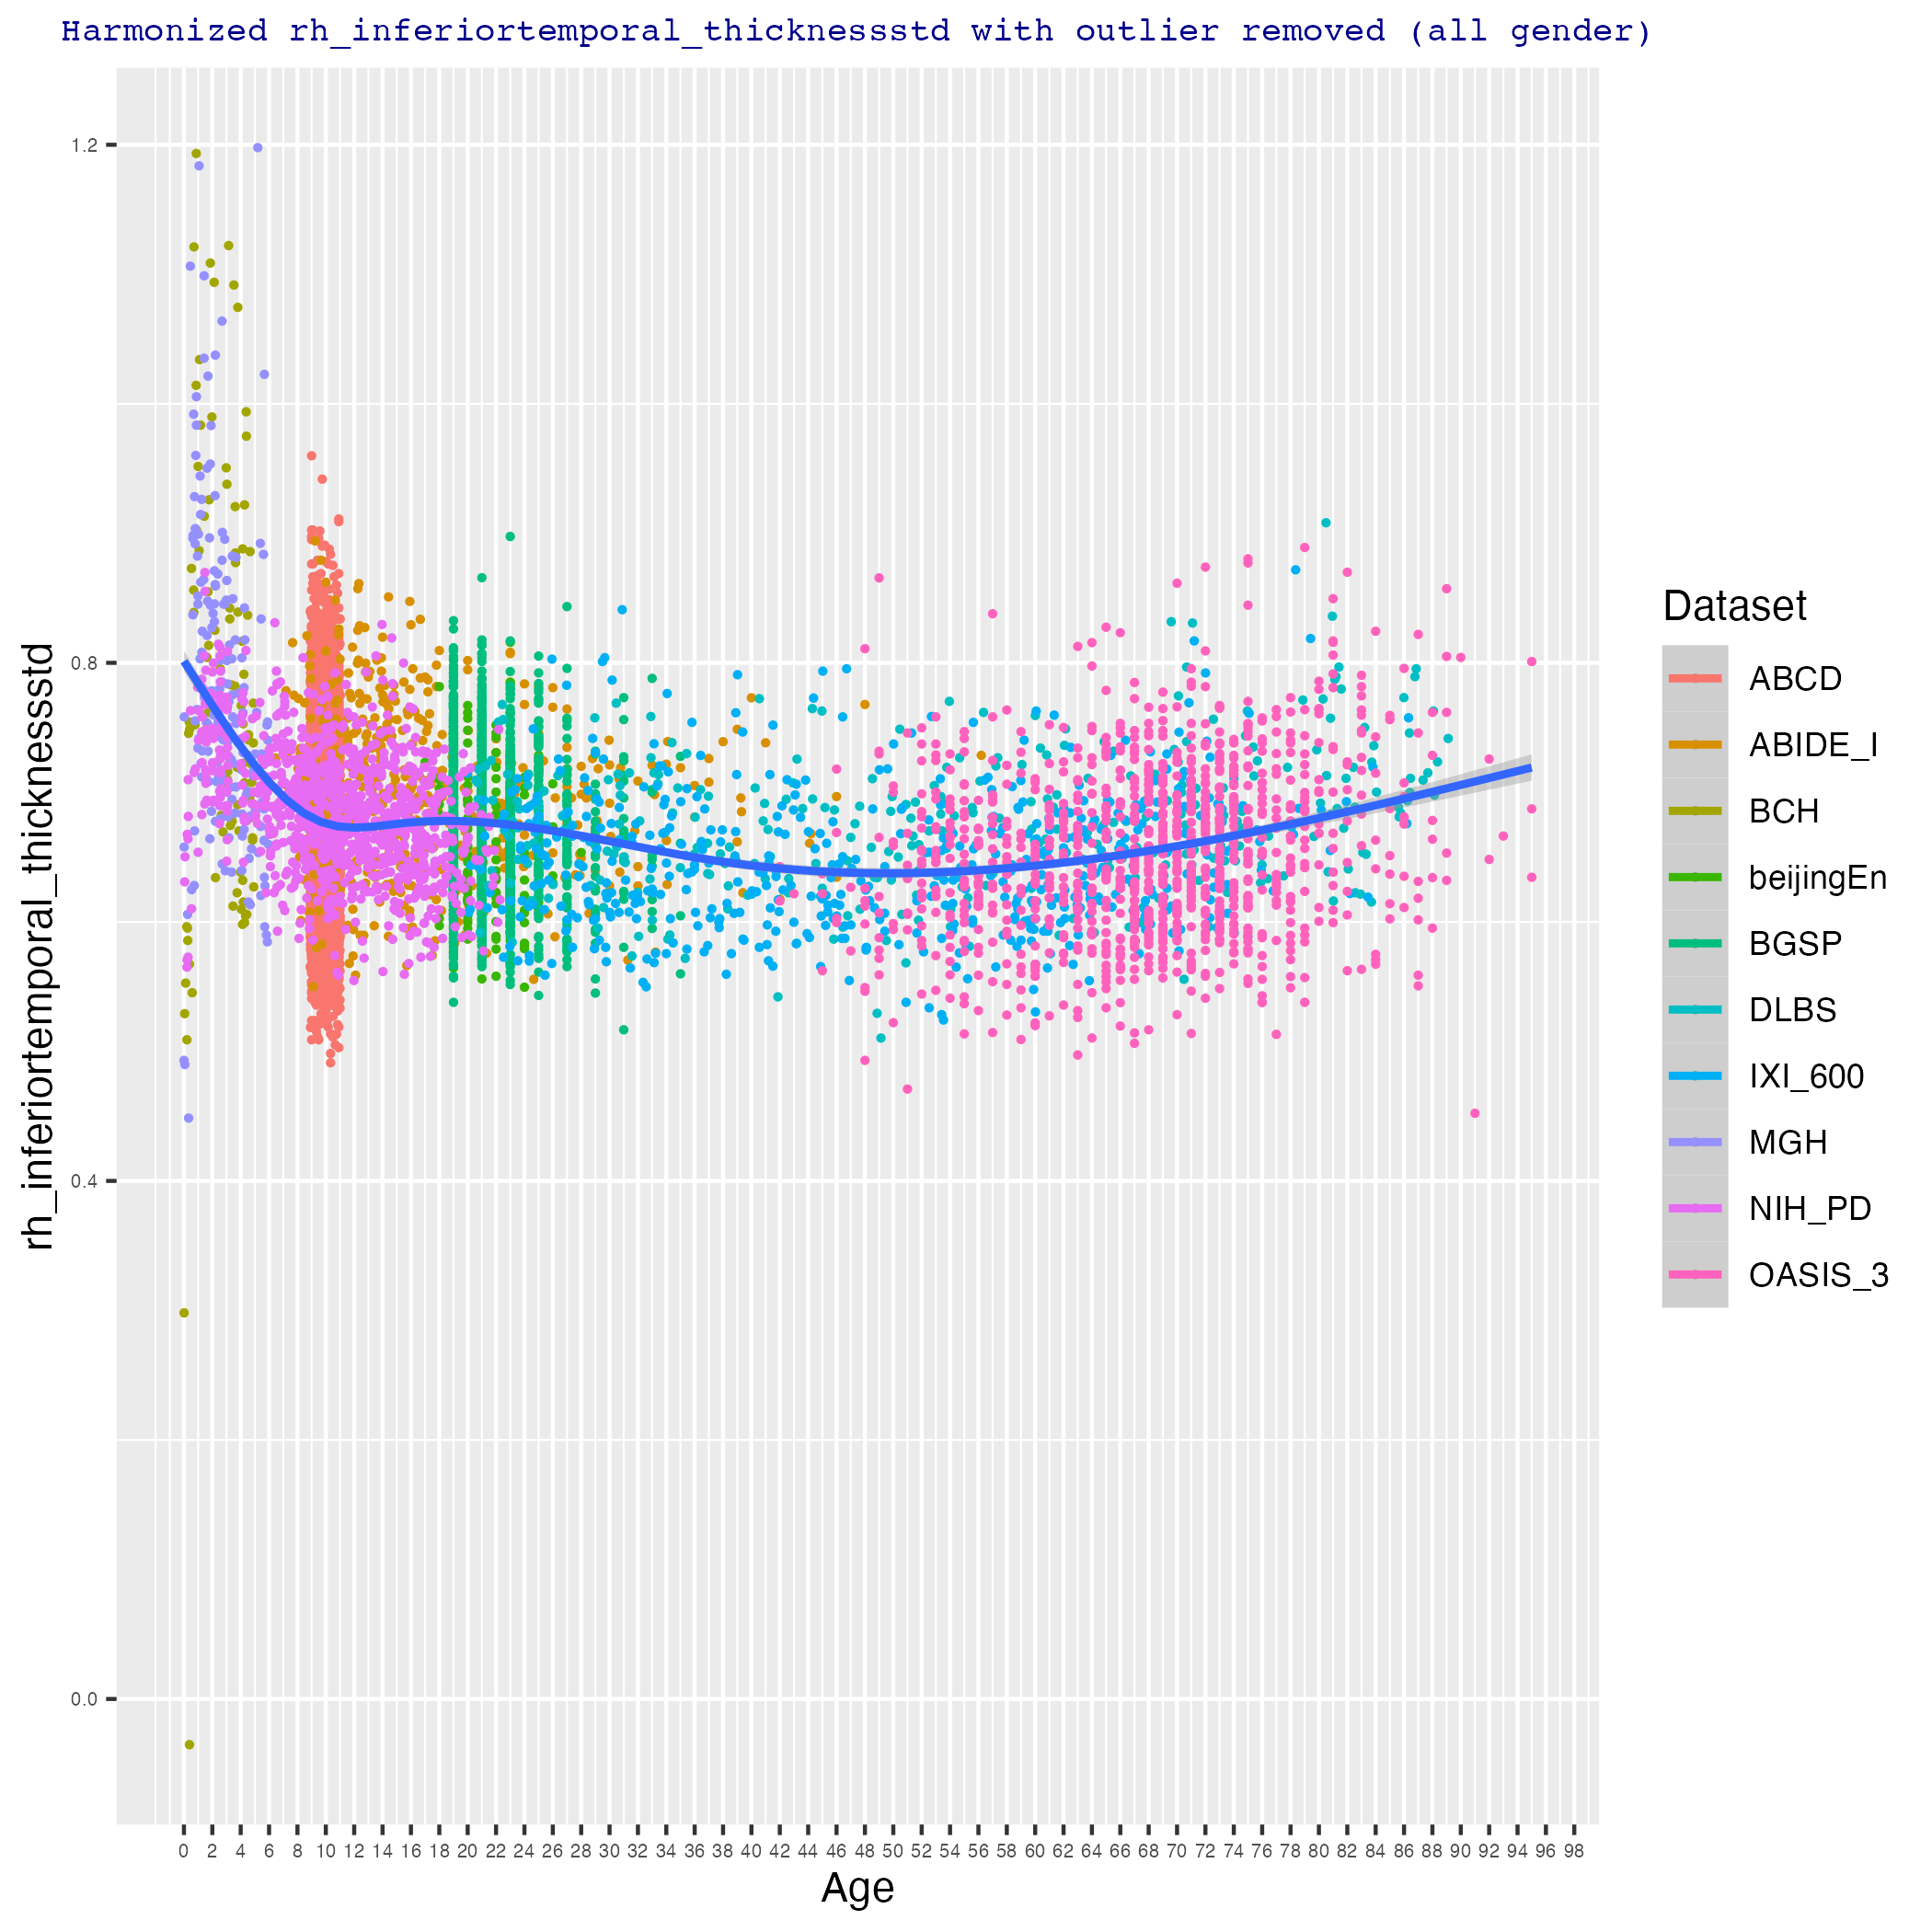 Harmonized rh_inferiortemporal_thicknessstd with outlier removed (all gender)
rh_inferiortemporal_thicknessstd
1.2
0.8
0.4
0.0
0 2 4 6 8 10 12 14 16 18 20 22 24 26 28 30 32 34 36 38 40 42 44 46 48 50 52 54 56 58 60 62 64 66 68 70 72 74 76 78 80 82 84 86 88 90 92 94 96 98
Age
Dataset
ABCD
ABIDE_I
BCH
beijingEn
BGSP
DLBS
IXI_600
MGH
NIH_PD
OASIS_3